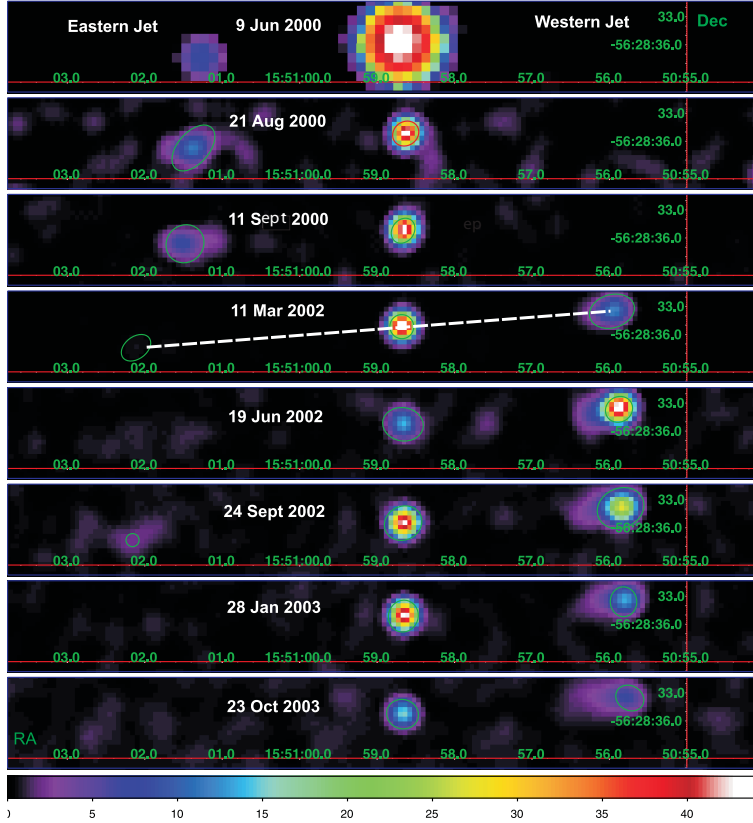 Eastern Jet 9 Jun 2000 Western Jet 33.0 Dec
-56:28:36.0
03.0 02.0 01.0 15:51:00.0 59.0 58.0 57.0 56.0 50:55.0
21 Aug 2000 33.0
-56:28:36.0
03.0 02.0 01.0 15:51:00.0 59.0 58.0 57.0 56.0 50:55.0
11 Sept 2000 ep 33.0
-56:28:36.0
03.0 02.0 01.0 15:51:00.0 59.0 58.0 57.0 56.0 50:55.0
11 Mar 2002 33.0
-56:28:36.0
03.0 02.0 01.0 15:51:00.0 59.0 58.0 57.0 56.0 50:55.0
19 Jun 2002 33.0
-56:28:36.0
03.0 02.0 01.0 15:51:00.0 59.0 58.0 57.0 56.0 50:55.0
24 Sept 2002 33.0
-56:28:36.0
03.0 02.0 01.0 15:51:00.0 59.0 58.0 57.0 56.0 50:55.0
28 Jan 2003 33.0
-56:28:36.0
03.0 02.0 01.0 15:51:00.0 59.0 58.0 57.0 56.0 50:55.0
23 Oct 2003 33.0
-56:28:36.0
RA
03.0 02.0 01.0 15:51:00.0 59.0 58.0 57.0 56.0 50:55.0
0 5 10 15 20 25 30 35 40